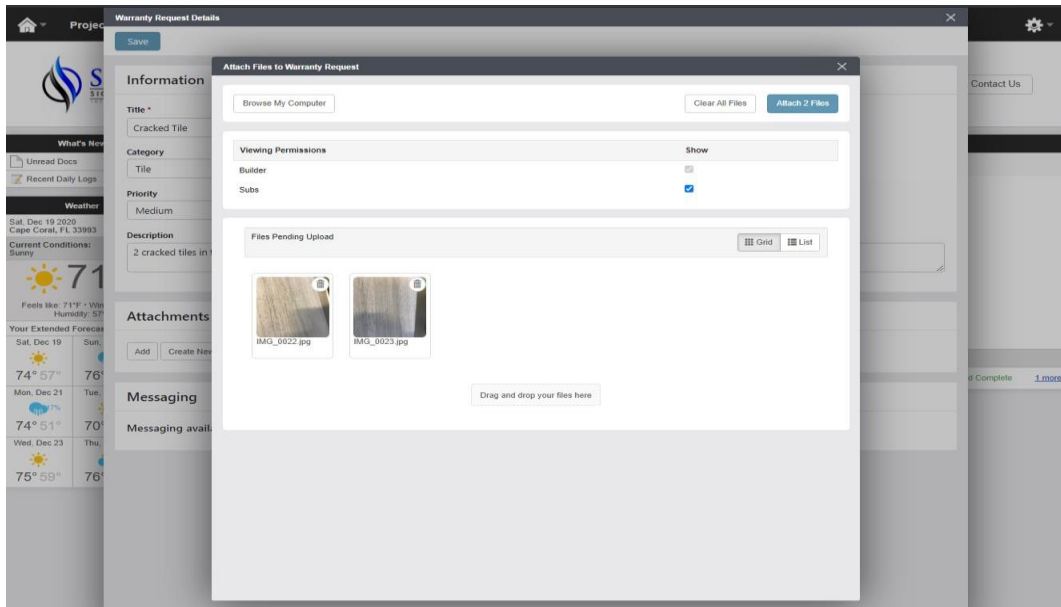 Projec
Warranty Request Details
Save
Contact Us
What's New
Unread Docs
Recent Daily Logs
Weather
Sat, Dec 19 2020
Cape Coral, FL 33993
Current Conditions:
Sunny
71
Feels like: 71°F • Win
Humidity: 57
Your Extended Forecas
Sat, Dec 19 Sun,
74° 57° 76°
Mon, Dec 21 Tue,
7%
74° 51° 70°
Wed, Dec 23 Thu,
75° 59° 76°
Information
Title *
Cracked Tile
Category
Tile
Priority
Medium
Description
2 cracked tiles in
Attachments
Add Create New
Messaging
Messaging avail
Attach Files to Warranty Request
Browse My Computer Clear All Files Attach 2 Files
Viewing Permissions Show
Builder
Subs
Files Pending Upload Grid List
IMG_0022.jpg IMG_0023.jpg
Drag and drop your files here
d Complete 1 more